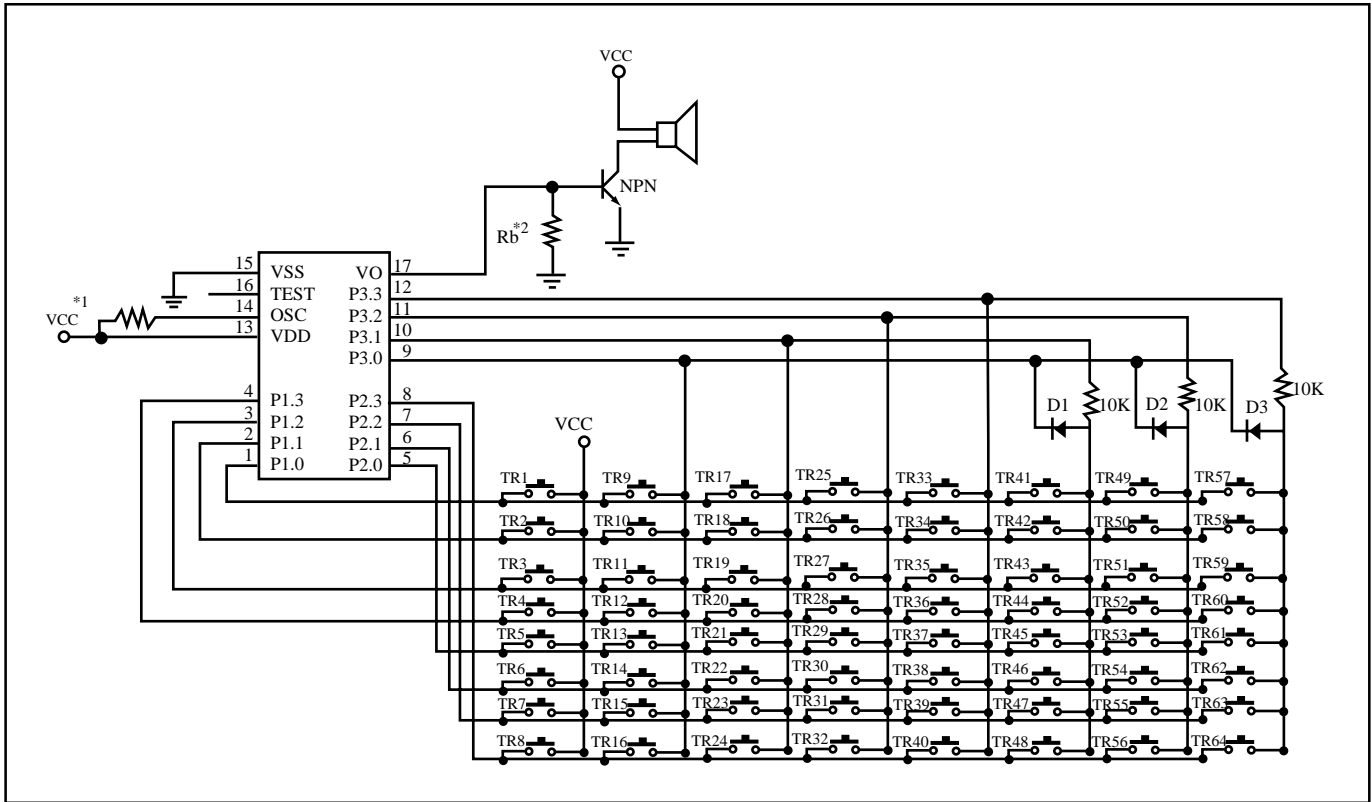 VCC
NPN
Rb*2
15 VSS VO 17
16 TEST P3.3 12
14 OSC P3.2 11
13 VDD P3.1 10
P3.0 9
*1
VCC
4 P1.3 P2.3 8
3 P1.2 P2.2 7
2 P1.1 P2.1 6
1 P1.0 P2.0 5
VCC
D1 10K D2 10K D3 10K
TR1 TR9 TR17 TR25 TR33 TR41 TR49 TR57
TR2 TR10 TR18 TR26 TR34 TR42 TR50 TR58
TR3 TR11 TR19 TR27 TR35 TR43 TR51 TR59
TR4 TR12 TR20 TR28 TR36 TR44 TR52 TR60
TR5 TR13 TR21 TR29 TR37 TR45 TR53 TR61
TR6 TR14 TR22 TR30 TR38 TR46 TR54 TR62
TR7 TR15 TR23 TR31 TR39 TR47 TR55 TR63
TR8 TR16 TR24 TR32 TR40 TR48 TR56 TR64